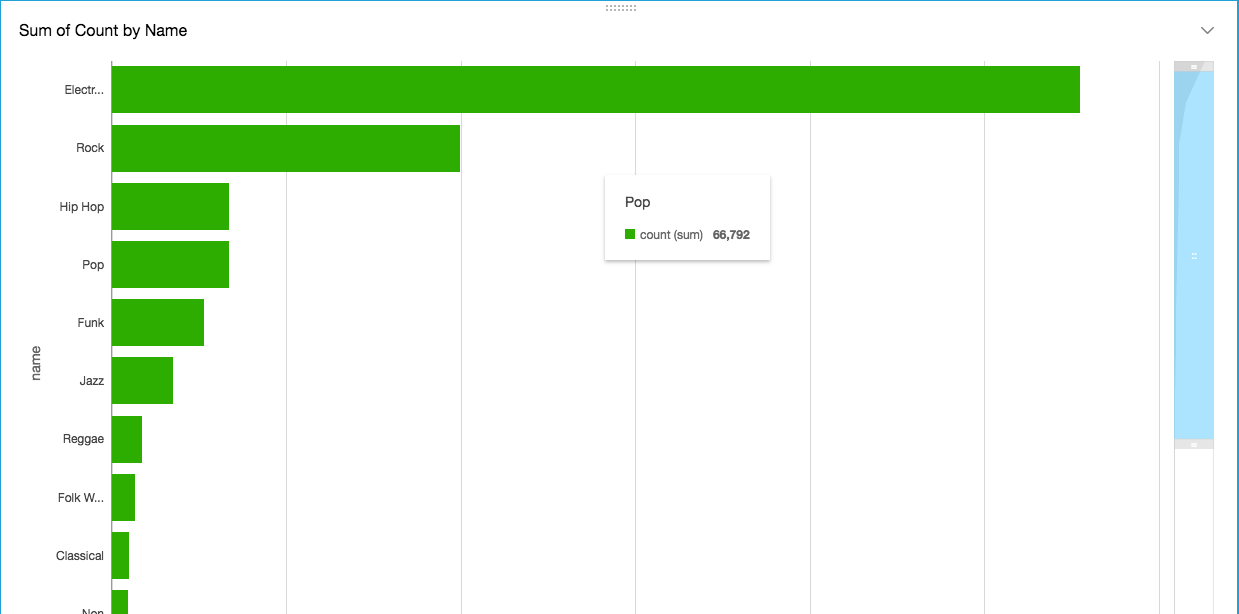 Sum of Count by Name
Electr...
Rock
Hip Hop
Pop
Funk
Jazz
Reggae
Folk W...
Classical
name
Pop
count (sum) 66,792